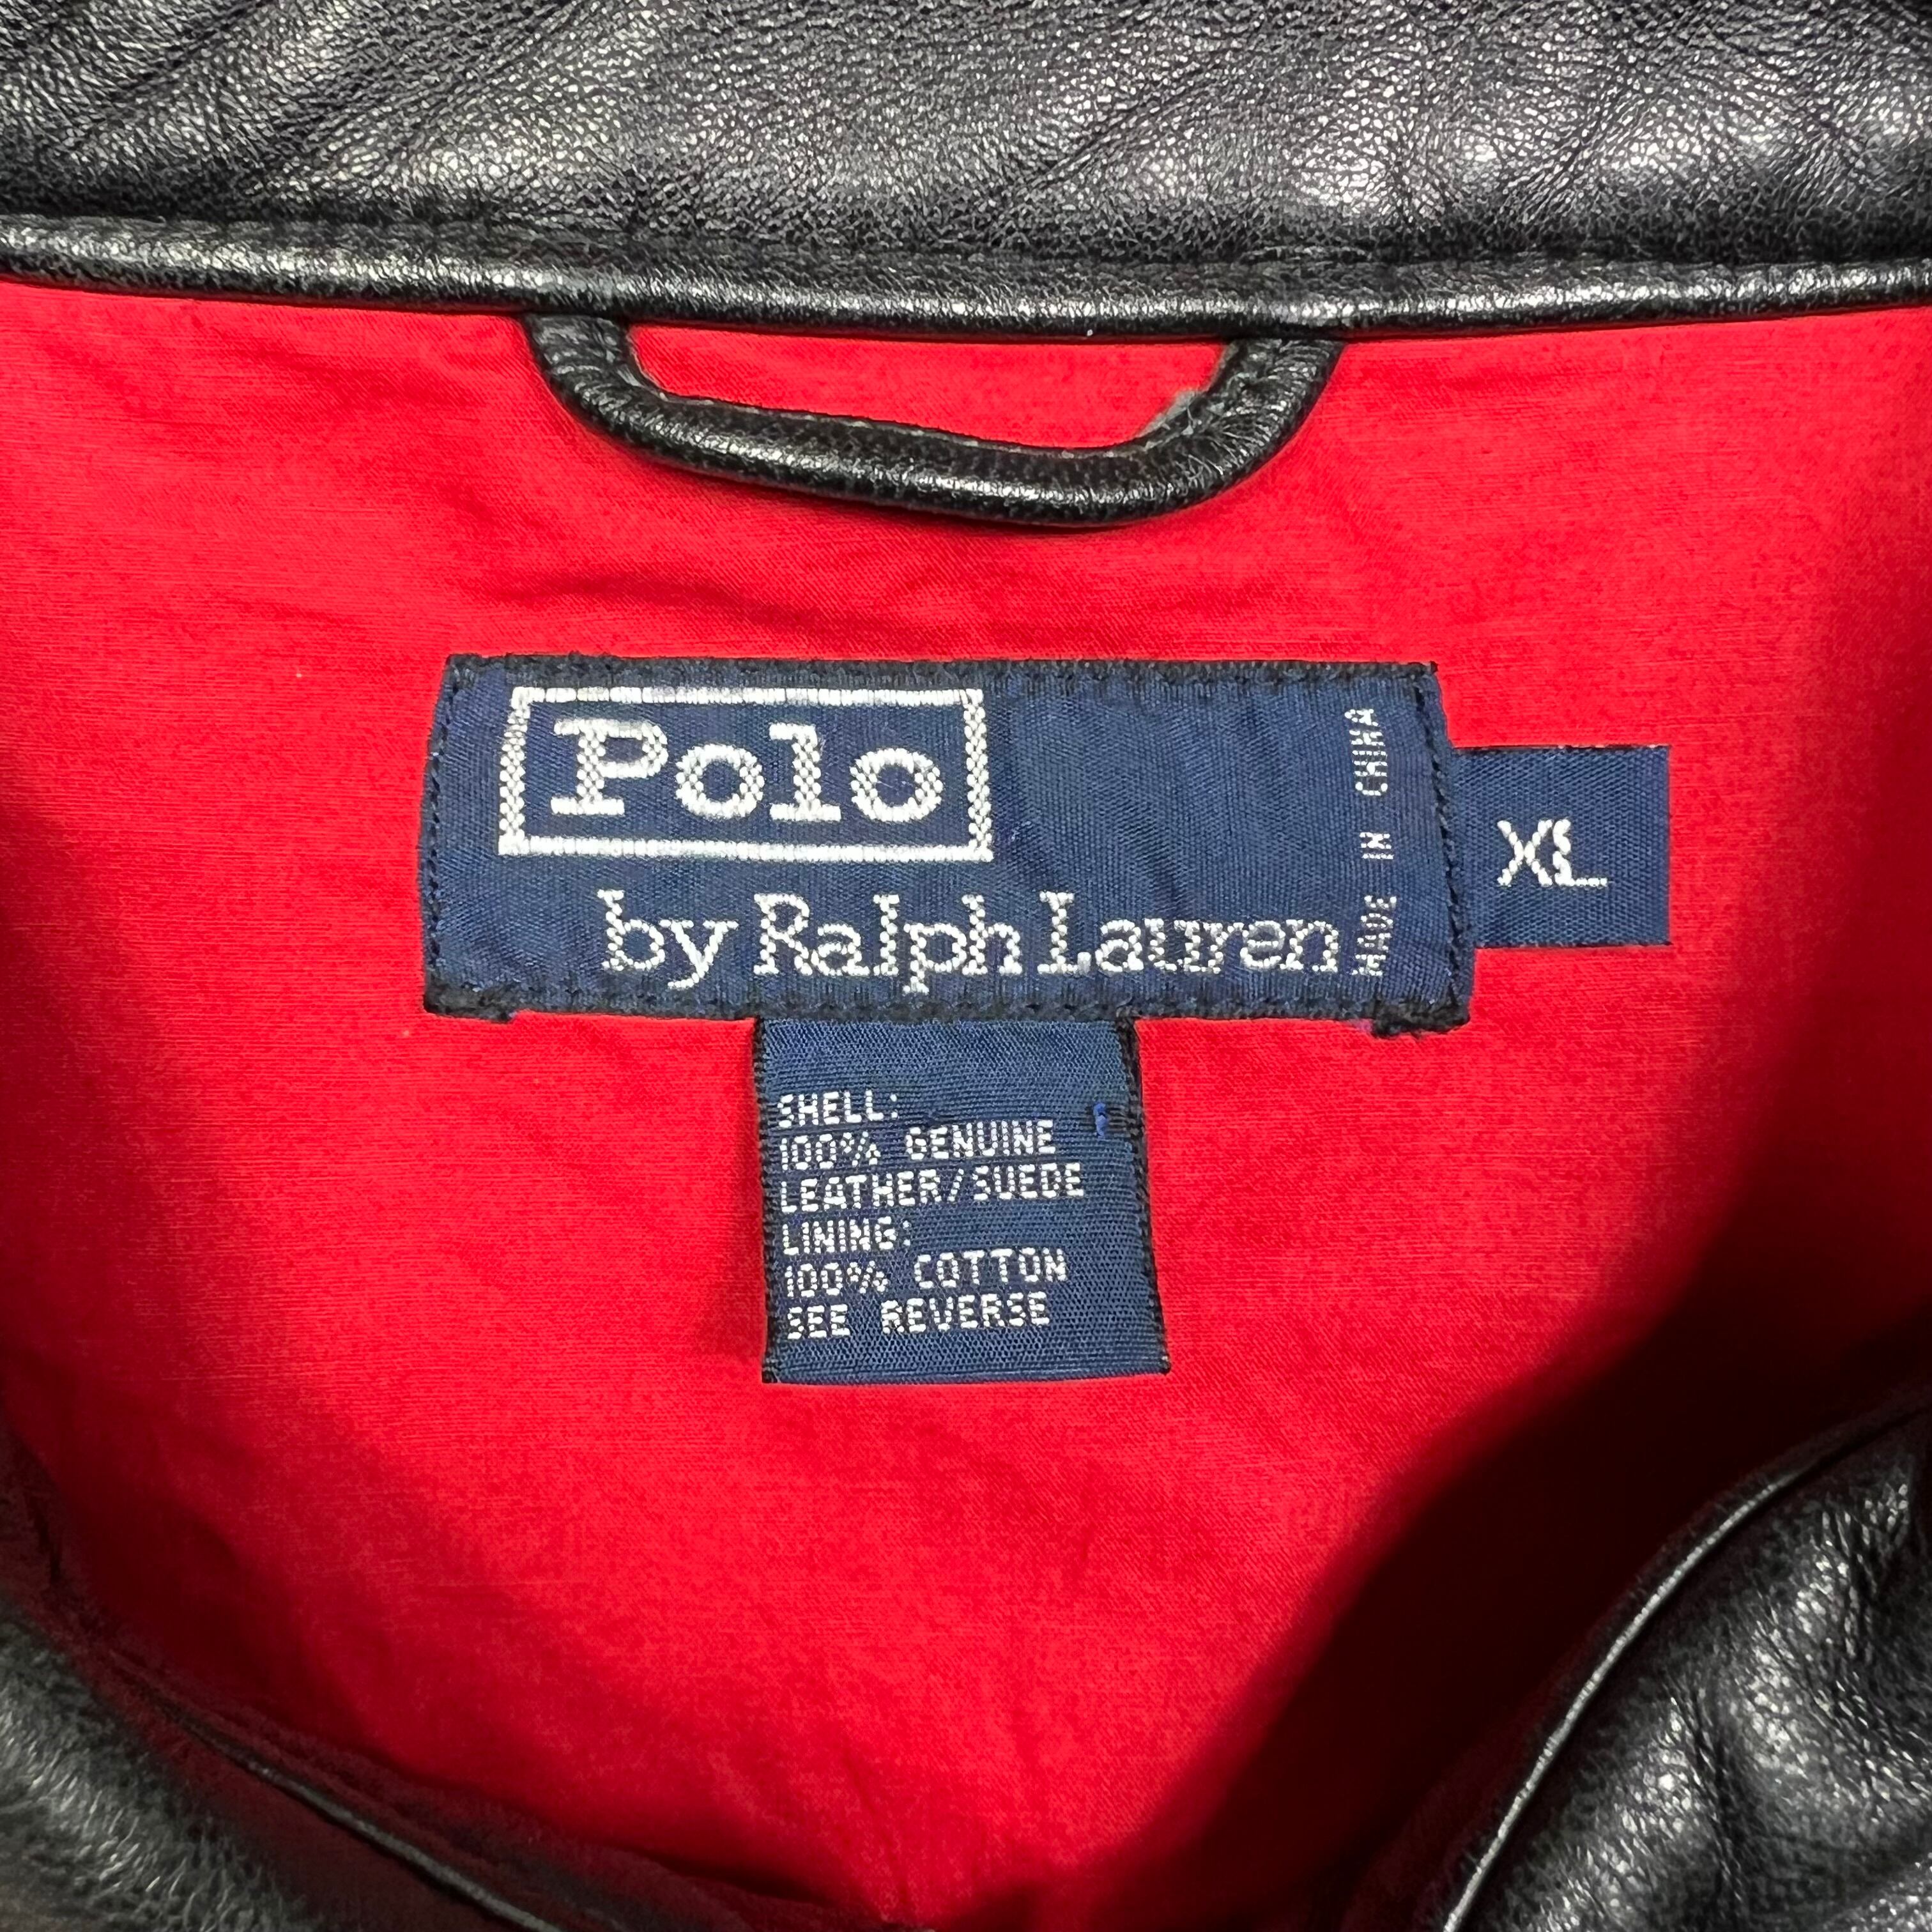 Polo
by Ralph Lauren
MADE IN CHINA
XL
SHELL:
100% GENUINE
LEATHER/SUEDE
LINING:
100% COTTON
SEE REVERSE